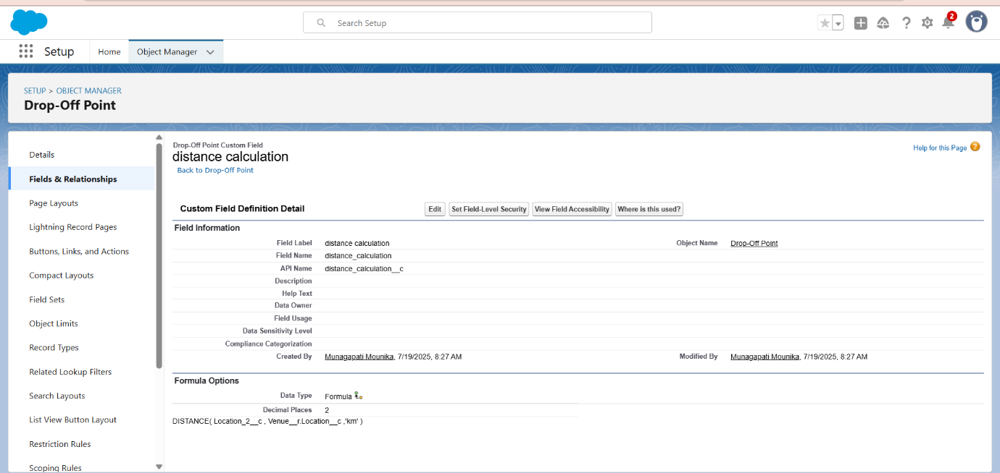 Search Setup
2
Setup
Home
Object Manager
SETUP > OBJECT MANAGER
Drop-Off Point
Details
Fields & Relationships
Page Layouts
Lightning Record Pages
Buttons, Links, and Actions
Compact Layouts
Field Sets
Object Limits
Record Types
Related Lookup Filters
Search Layouts
List View Button Layout
Restriction Rules
Scoping Rules
Drop-Off Point Custom Field
distance calculation
Back to Drop-Off Point
Help for this Page ?
Custom Field Definition Detail
Edit
Set Field-Level Security
View Field Accessibility
Where is this used?
Field Information
Field Label distance calculation
Object Name Drop-Off Point
Field Name distance_calculation
API Name distance_calculation__c
Description
Help Text
Data Owner
Field Usage
Data Sensitivity Level
Compliance Categorization
Created By Munagapati Mounika, 7/19/2025, 8:27 AM
Modified By Munagapati Mounika, 7/19/2025, 8:27 AM
Formula Options
Data Type Formula
Decimal Places 2
DISTANCE( Location_2__c , Venue__r.Location__c ,'km' )